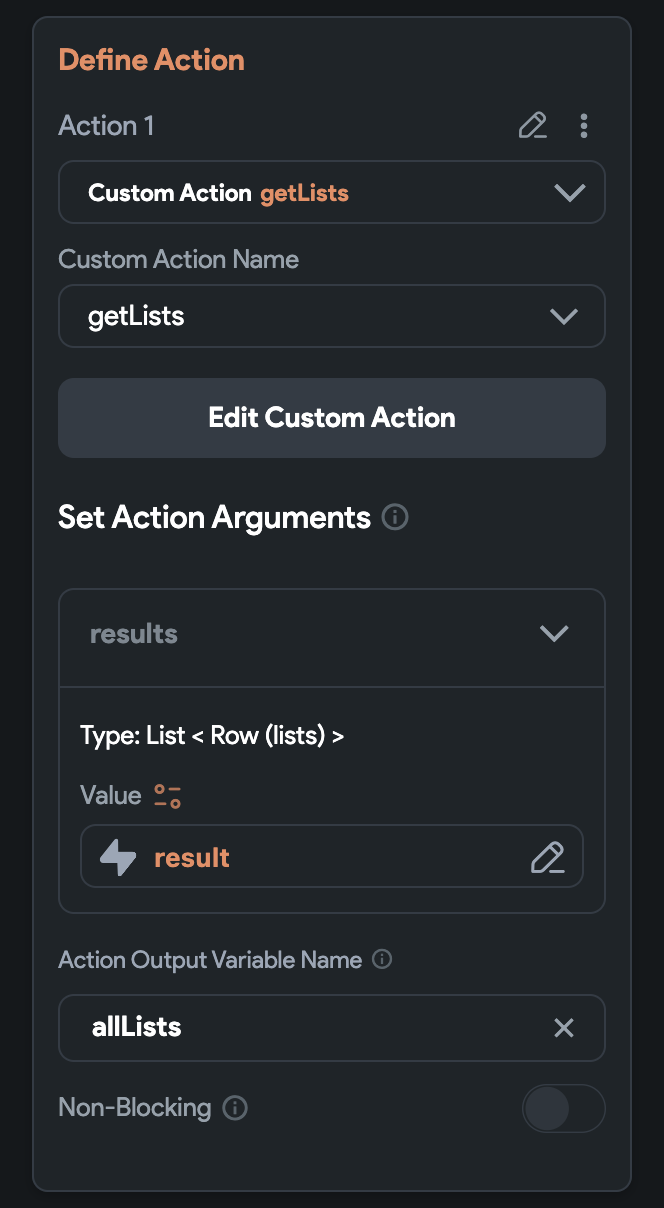 Define Action
Action 1
Custom Action getLists
Custom Action Name
getLists
Edit Custom Action
Set Action Arguments
results
Type: List < Row (lists) >
Value
result
Action Output Variable Name
allLists
Non-Blocking